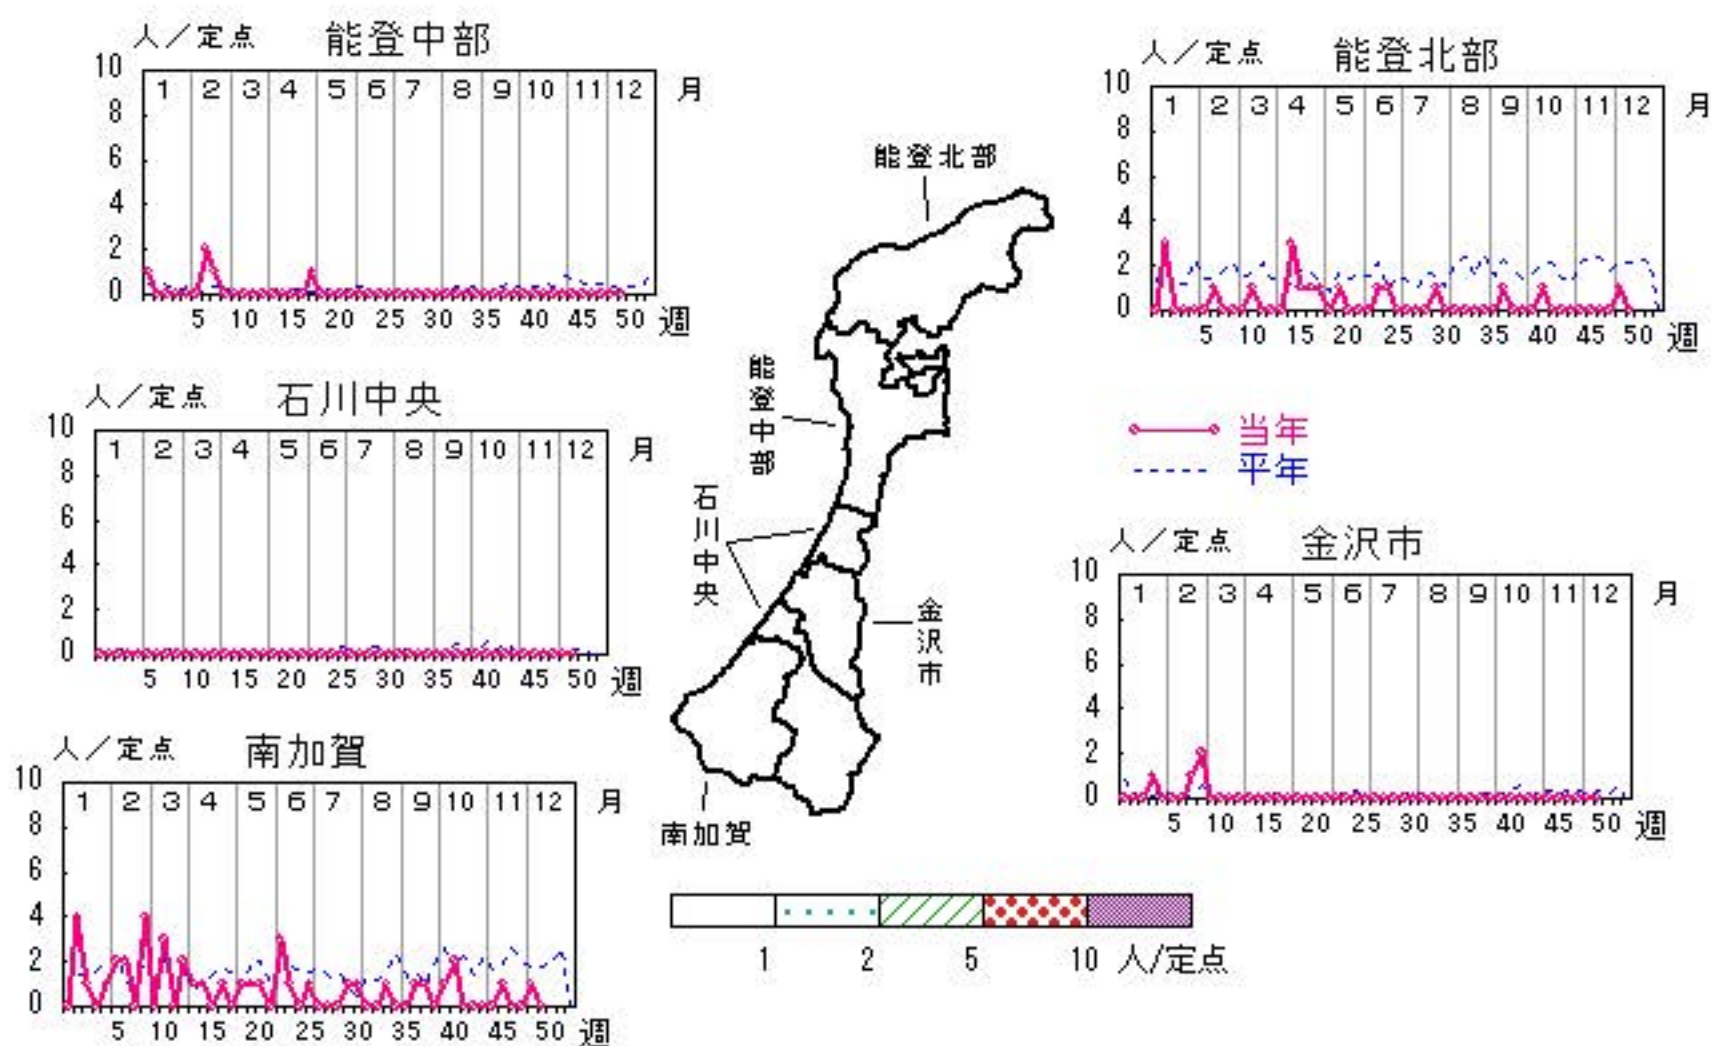 人／定点 能登中部
10 8 6 4 2 0
1 2 3 4 5 6 7 8 9 10 11 12 月
5 10 15 20 25 30 35 40 45 50 週
人／定点 能登北部
10 8 6 4 2 0
1 2 3 4 5 6 7 8 9 10 11 12 月
5 10 15 20 25 30 35 40 45 50 週
人／定点 石川中央
10 8 6 4 2 0
1 2 3 4 5 6 7 8 9 10 11 12 月
5 10 15 20 25 30 35 40 45 50 週
能登北部
能登中部
石川中央
金沢市
南加賀
当年
平年
人／定点 金沢市
10 8 6 4 2 0
1 2 3 4 5 6 7 8 9 10 11 12 月
5 10 15 20 25 30 35 40 45 50 週
人／定点 南加賀
10 8 6 4 2 0
1 2 3 4 5 6 8 9 10 11 12 月
5 10 15 20 25 30 35 40 45 50 週
1 2 5 10 人/定点